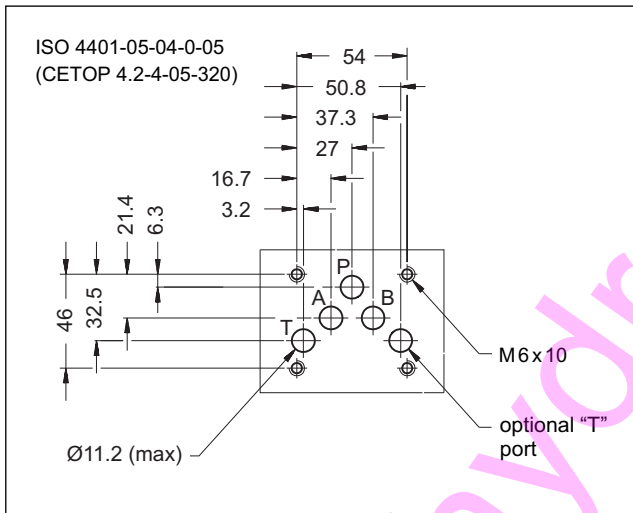 ISO 4401-05-04-0-05
(CETOP 4.2-4-05-320)
54
50.8
37.3
27
16.7
3.2
21.4
6.3
32.5
46
P
A
B
T
M6x10
optional “T”
port
Ø11.2 (max)